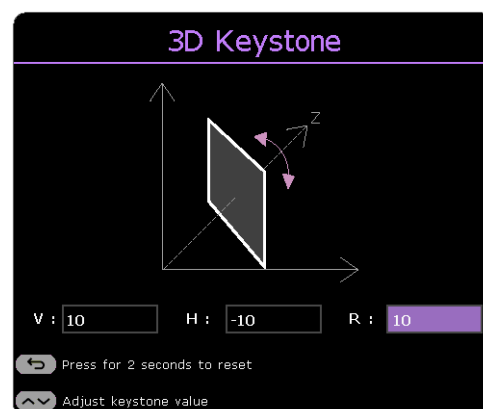 3D Keystone
Z
V : 10 H : -10 R : 10
Press for 2 seconds to reset
Adjust keystone value